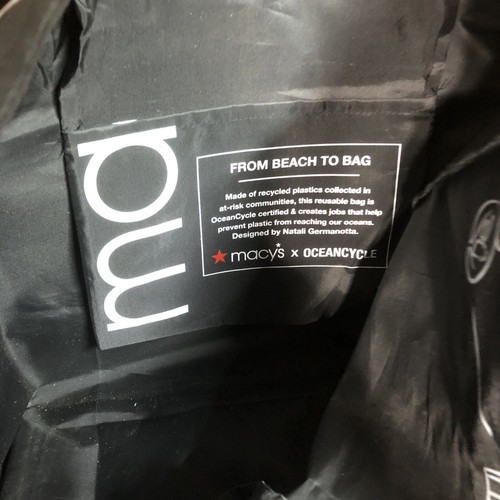 ma
FROM BEACH TO BAG
Made of recycled plastics collected in
at-risk communities, this reusable bag is
OceanCycle certified & creates jobs that help
prevent plastic from reaching our oceans.
Designed by Natali Germanotta.
macy's x OCEANCYCLE